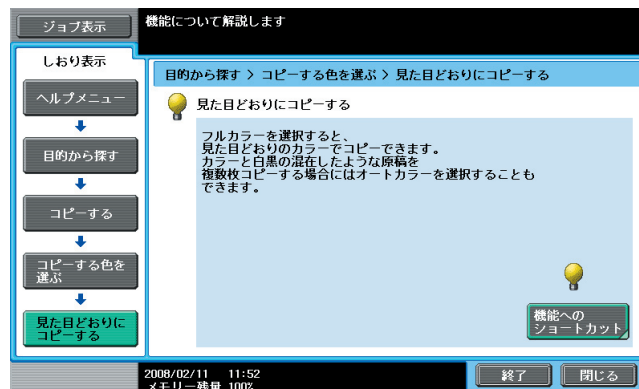 ジョブ表示
機能について解説します
しおり表示
ヘルプメニュー
目的から探す
コピーする
コピーする色を
選ぶ
見た目どおりに
コピーする
目的から探す > コピーする色を選ぶ > 見た目どおりにコピーする
見た目どおりにコピーする
フルカラーを選択すると、
見た目どおりのカラーでコピーできます。
カラーと白黒の混在したような原稿を
複数枚コピーする場合にはオートカラーを選択することも
できます。
機能への
ショートカット
2008/02/11 11:52
メモリー残量 100%
終了
閉じる